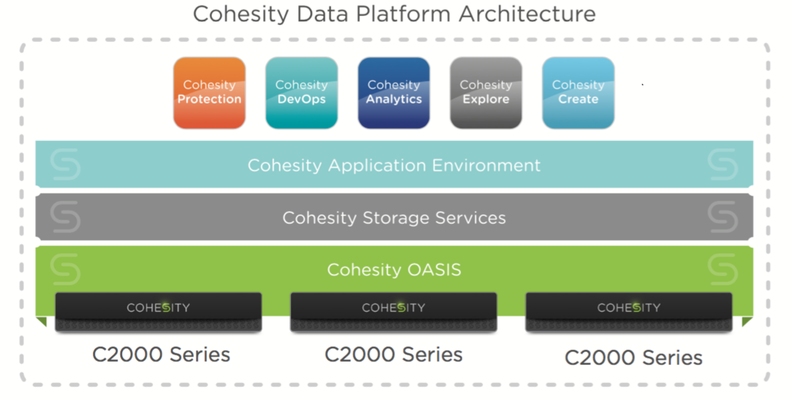 Cohesity Data Platform Architecture
Cohesity
Protection
Cohesity
DevOps
Cohesity
Analytics
Cohesity
Explore
Cohesity
Create
Cohesity Application Environment
Cohesity Storage Services
Cohesity OASIS
COHESITY
COHESITY
COHESITY
C2000 Series
C2000 Series
C2000 Series